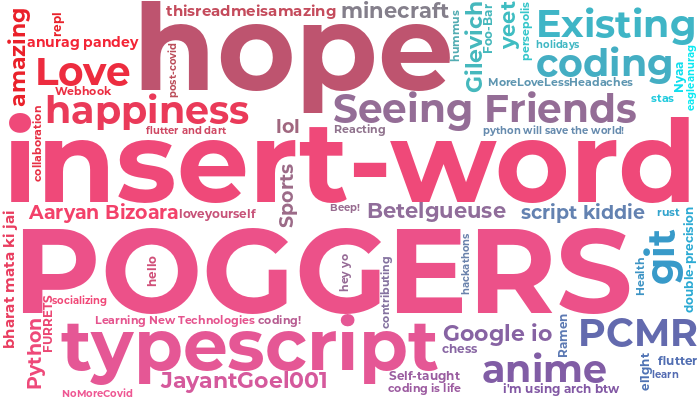 thisreadmeisamazing
minecraft
hope
amazing
repl
anurag pandey
Love
Webhook
post-covid
hummus
Gilevich
Foo-Bar
yeet
persepolis
Existing
holidays
coding
Nyaa
eagleanurag
MoreLoveLessHeadaches
stas
happiness
Seeing Friends
collaboration
flutter and dart
lol
Reacting
python will save the world!
insert-word
Aaryan Bizoara
loveyourself
Sports
Beep!
Betelgueuse
script kiddie
rust
bharat mata ki jai
POGGERS
hello
hey yo
contributing
hackathons
Health
git
double-precision
socializing
FURRETS
Python
Learning New Technologies
coding!
typescript
Google io
chess
Ramen
PCMR
anime
elight
flutter
learn
JayantGoel001
Self-taught
coding is life
i'm using arch btw
NoMoreCovid